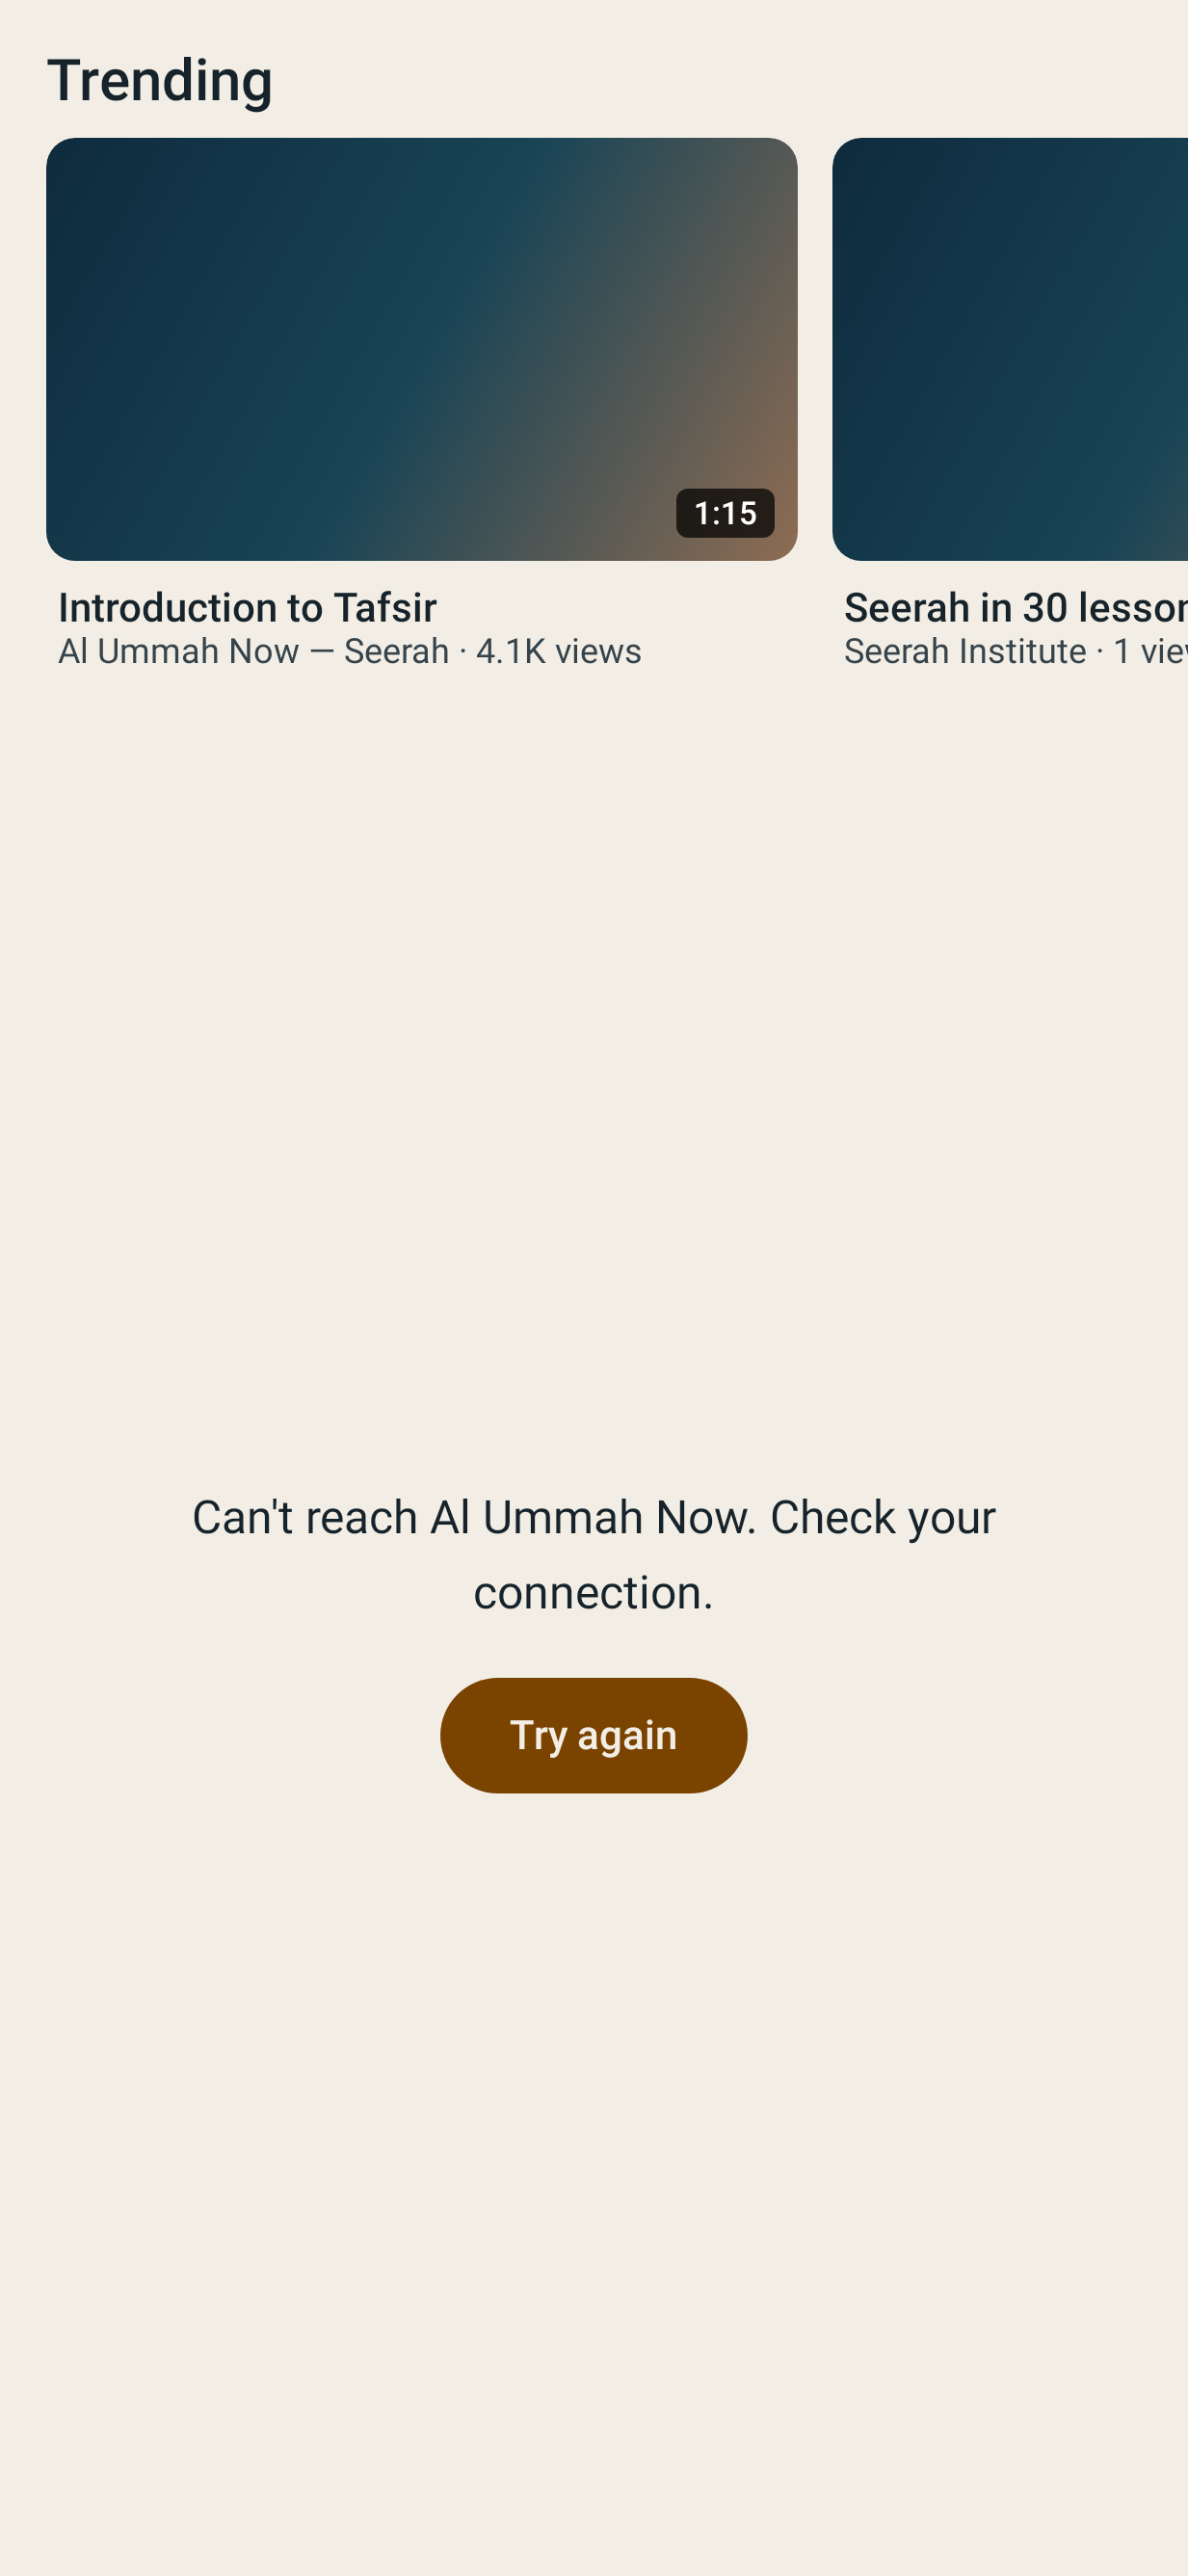 Trending
1:15
Introduction to Tafsir
Al Ummah Now — Seerah · 4.1K views
Seerah in 30
Seerah Institute · 1
Can't reach Al Ummah Now. Check your
connection.
Try again